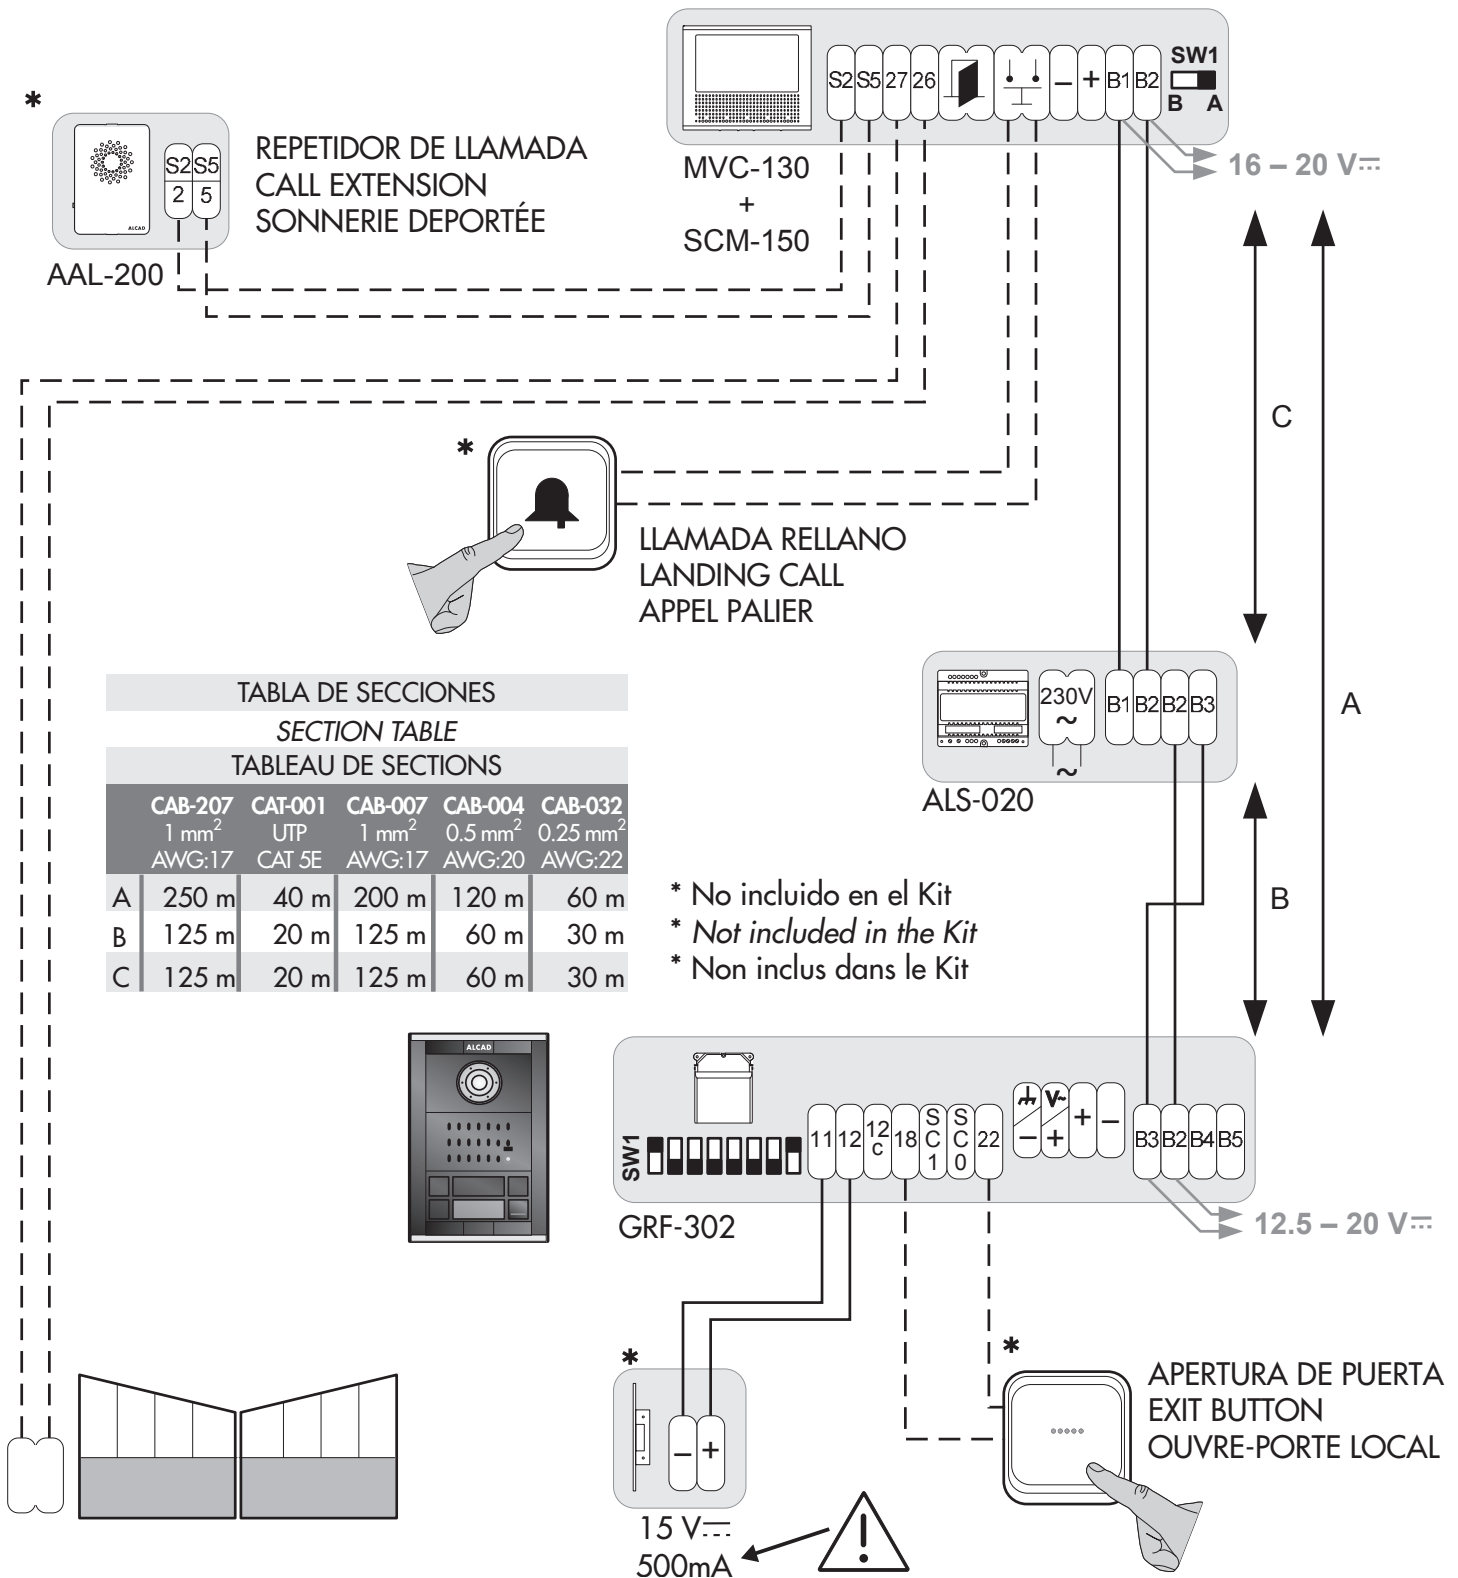 S2 S5 27 26 – + B1 B2
SW1
B A
16 – 20 V
MVC-130
+
SCM-150
*
S2 S5
2 5
ALCAD
AAL-200
REPETIDOR DE LLAMADA
CALL EXTENSION
SONNERIE DEPORTÉE
*
LLAMADA RELLANO
LANDING CALL
APPEL PALIER
C
A
230V
~
~
B1 B2 B2 B3
ALS-020
B
TABLA DE SECCIONES
SECTION TABLE
TABLEAU DE SECTIONS
CAB-207 CAT-001 CAB-007 CAB-004 CAB-032
1 mm² UTP 1 mm² 0.5 mm² 0.25 mm²
AWG:17 CAT 5E AWG:17 AWG:20 AWG:22
A 250 m 40 m 200 m 120 m 60 m
B 125 m 20 m 125 m 60 m 30 m
C 125 m 20 m 125 m 60 m 30 m
* No incluido en el Kit
* Not included in the Kit
* Non inclus dans le Kit
ALCAD
SW1
11 12 12c 18 SC1 SC0 22
– V~ + + –
B3 B2 B4 B5
GRF-302
12.5 – 20 V
*
– +
15 V
500mA
!
*
APERTURA DE PUERTA
EXIT BUTTON
OUVRE-PORTE LOCAL